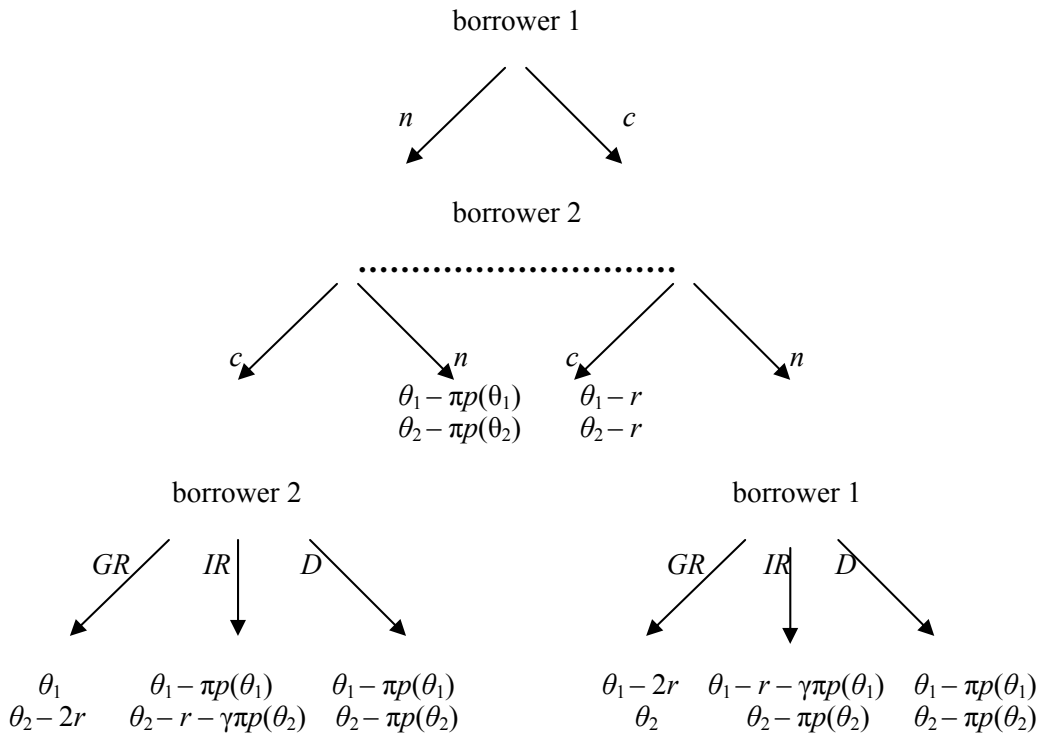 borrower 1
n c
borrower 2
c n c n
θ₁ – πp(θ₁) θ₁ – r
θ₂ – πp(θ₂) θ₂ – r
borrower 2 borrower 1
GR IR D GR IR D
θ₁ θ₁ – πp(θ₁) θ₁ – πp(θ₁) θ₁ – 2r θ₁ – r – γπp(θ₁) θ₁ – πp(θ₁)
θ₂ – 2r θ₂ – r – γπp(θ₂) θ₂ – πp(θ₂) θ₂ θ₂ – πp(θ₂) θ₂ – πp(θ₂)